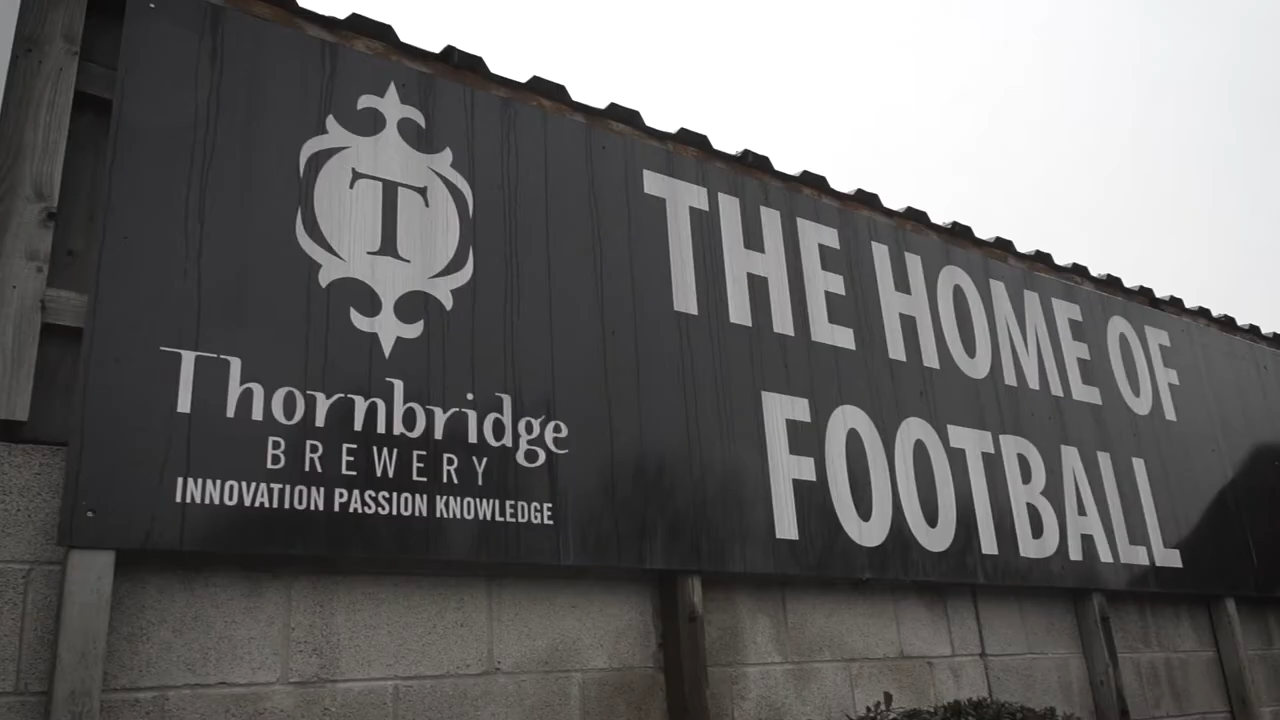 T
Thornbridge
BREWERY
INNOVATION PASSION KNOWLEDGE
THE HOME OF
FOOTBALL